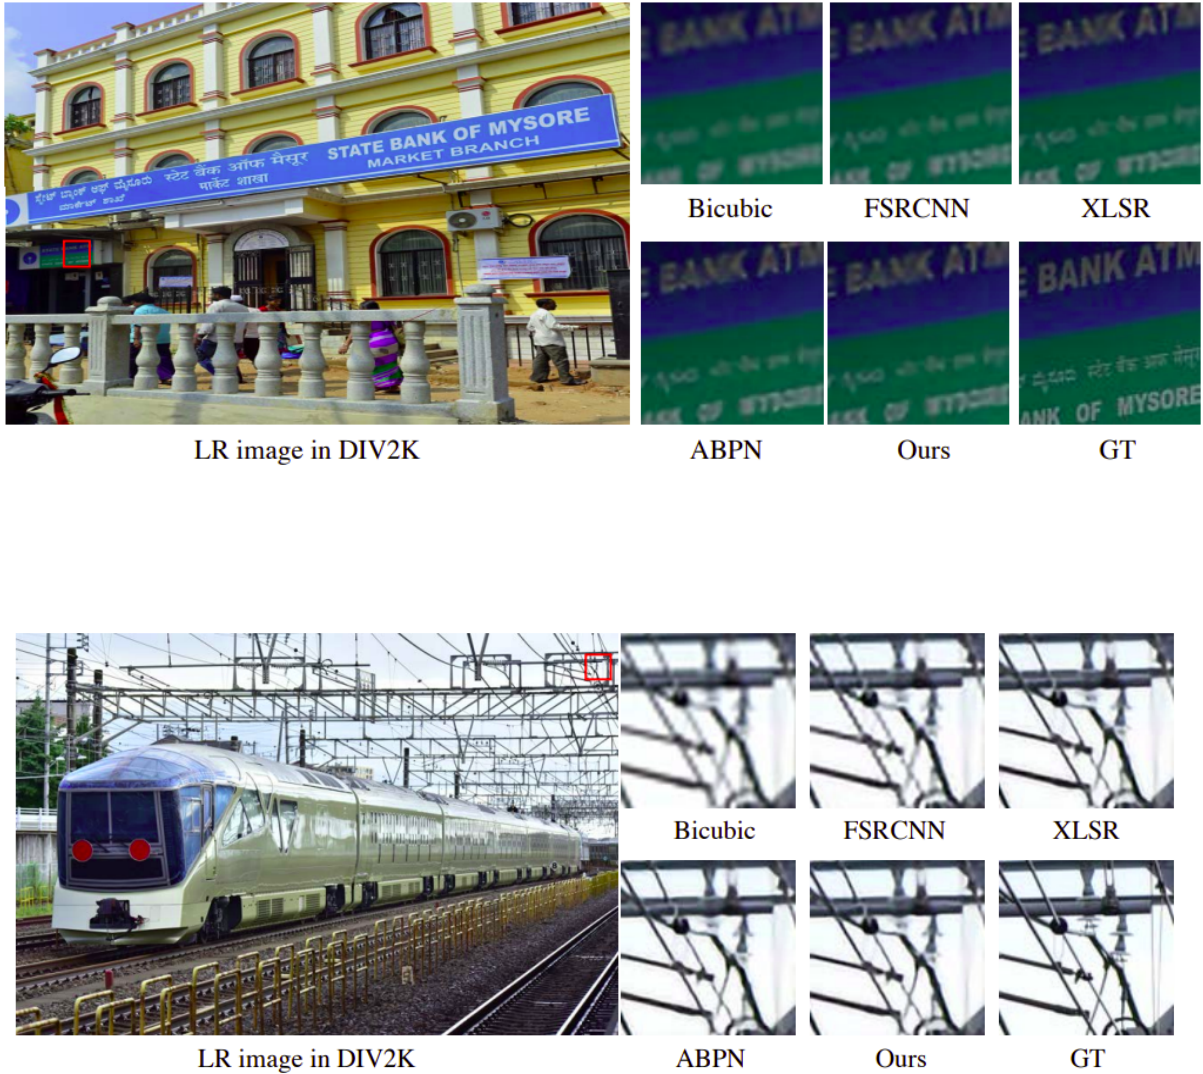 STATE BANK OF MYSORE
MARKET BRANCH
स्टेट बैंक ऑफ मैसूर
मार्केट शाखा
ಸ್ಟೇಟ್ ಬ್ಯಾಂಕ್ ಆಫ್ ಮೈಸೂರು
ಮಾರ್ಕೆಟ್ ಶಾಖೆ
LR image in DIV2K
E BANK ATM
E BANK ATM
E BANK ATM
Bicubic FSRCNN XLSR
E BANK ATM
E BANK ATM
E BANK ATM
ಮೈಸೂರು स्टेट बैंक ऑफ मैसू
ANK OF MYSORE
ABPN Ours GT
Bicubic FSRCNN XLSR
LR image in DIV2K
ABPN Ours GT